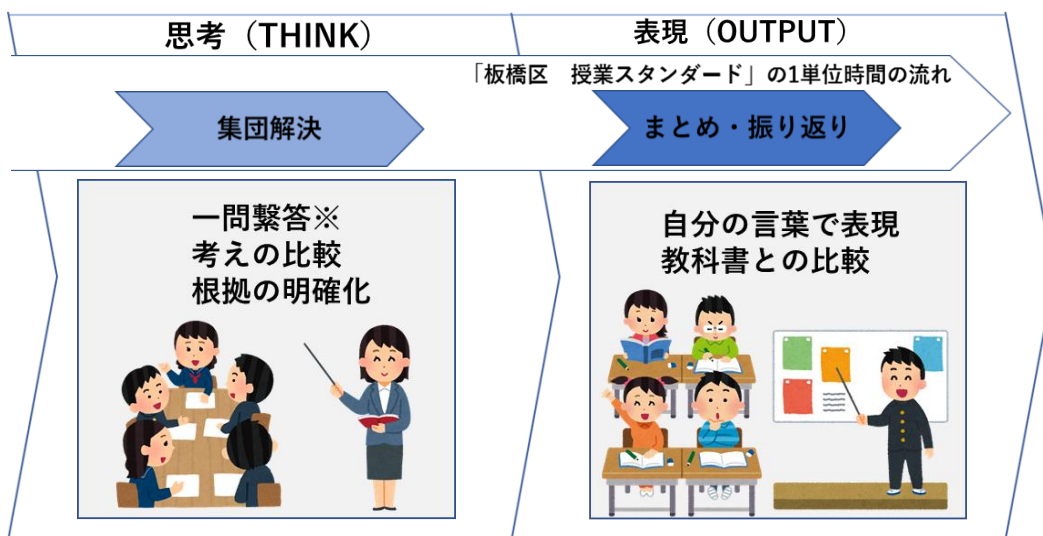 思考（THINK）
表現（OUTPUT）
「板橋区　授業スタンダード」の1単位時間の流れ
集団解決
まとめ・振り返り
一問繋答※
考えの比較
根拠の明確化
自分の言葉で表現
教科書との比較